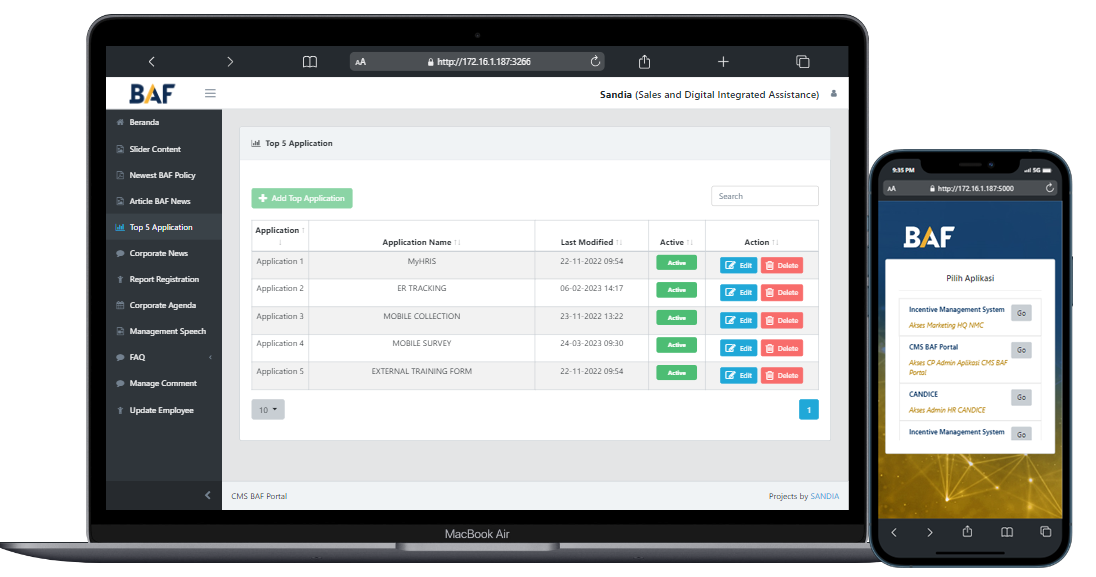 AA http://172.16.1.187:3266
BAF
Sandia (Sales and Digital Integrated Assistance)
Beranda
Slider Content
Newest BAF Policy
Article BAF News
Top 5 Application
Corporate News
Report Registration
Corporate Agenda
Management Speech
FAQ
Manage Comment
Update Employee
Top 5 Application
Add Top Application
Search
Application Application Name Last Modified Active Action
Application 1 MyHRIS 22-11-2022 09:54 Active Edit Delete
Application 2 ER TRACKING 06-02-2023 14:17 Active Edit Delete
Application 3 MOBILE COLLECTION 23-11-2022 13:22 Active Edit Delete
Application 4 MOBILE SURVEY 24-03-2023 09:30 Active Edit Delete
Application 5 EXTERNAL TRAINING FORM 22-11-2022 09:54 Active Edit Delete
10 1
CMS BAF Portal Projects by SANDIA
MacBook Air
9:35 PM 5G
AA http://172.16.1.187:5000
BAF
Pilih Aplikasi
Incentive Management System Go
Akses Marketing HQ NMC
CMS BAF Portal Go
Akses CP Admin Aplikasi CMS BAF
Portal
CANDICE Go
Akses Admin HR CANDICE
Incentive Management System Go